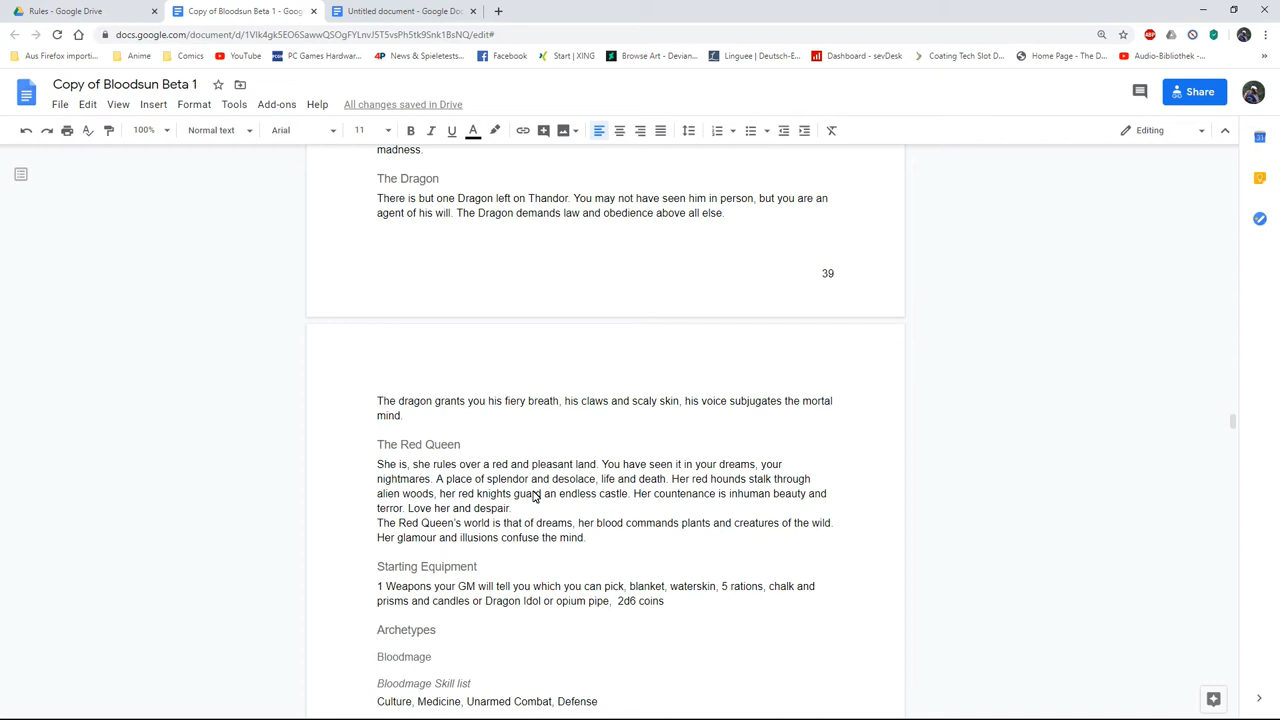 Rules - Google Drive
Copy of Bloodsun Beta 1 - Goog
Untitled document - Google Doc
docs.google.com/document/d/
Aus Firefox importi...
Anime
Comics
YouTube
PC Games Hardwar...
News & Spieletests...
Facebook
Start | XING
Browse Art - Devian...
Linguee | Deutsch-E...
Dashboard - sevDesk
Coating Tech Slot D...
Home Page - The D...
Audio-Bibliothek -...
Copy of Bloodsun Beta 1
File Edit View Insert Format Tools Add-ons Help All changes saved in Drive
Share
100% Normal text Arial 11
Editing
madness.
The Dragon
There is but one Dragon left on Thandor. You may not have seen him in person, but you are an
agent of his will. The Dragon demands law and obedience above all else.
39
The dragon grants you his fiery breath, his claws and scaly skin, his voice subjugates the mortal
mind.
The Red Queen
She is, she rules over a red and pleasant land. You have seen it in your dreams, your
nightmares. A place of splendor and desolace, life and death. Her red hounds stalk through
alien woods, her red knights guard an endless castle. Her countenance is inhuman beauty and
terror. Love her and despair.
The Red Queen's world is that of dreams, her blood commands plants and creatures of the wild.
Her glamour and illusions confuse the mind.
Starting Equipment
1 Weapons your GM will tell you which you can pick, blanket, waterskin, 5 rations, chalk and
prisms and candles or Dragon Idol or opium pipe,  2d6 coins
Archetypes
Bloodmage
Bloodmage Skill list
Culture, Medicine, Unarmed Combat, Defense